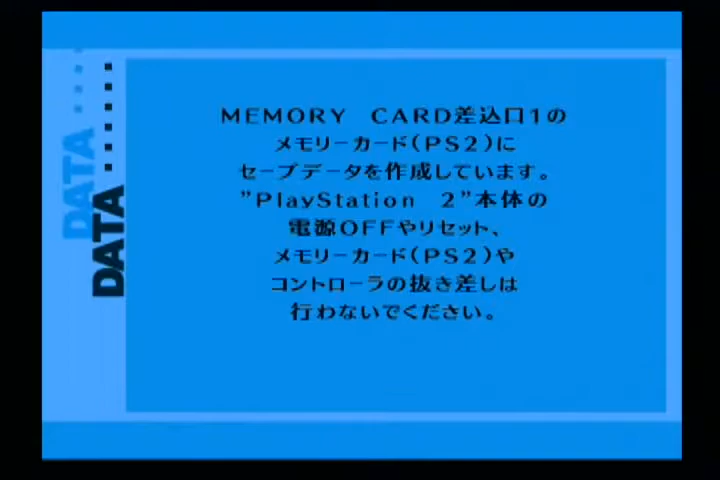 DATA......
DATA......
MEMORY　CARD差込口1の
メモリーカード(PS2)に
セーブデータを作成しています。
”PlayStation　2”本体の
電源OFFやリセット、
メモリーカード(PS2)や
コントローラの抜き差しは
行わないでください。